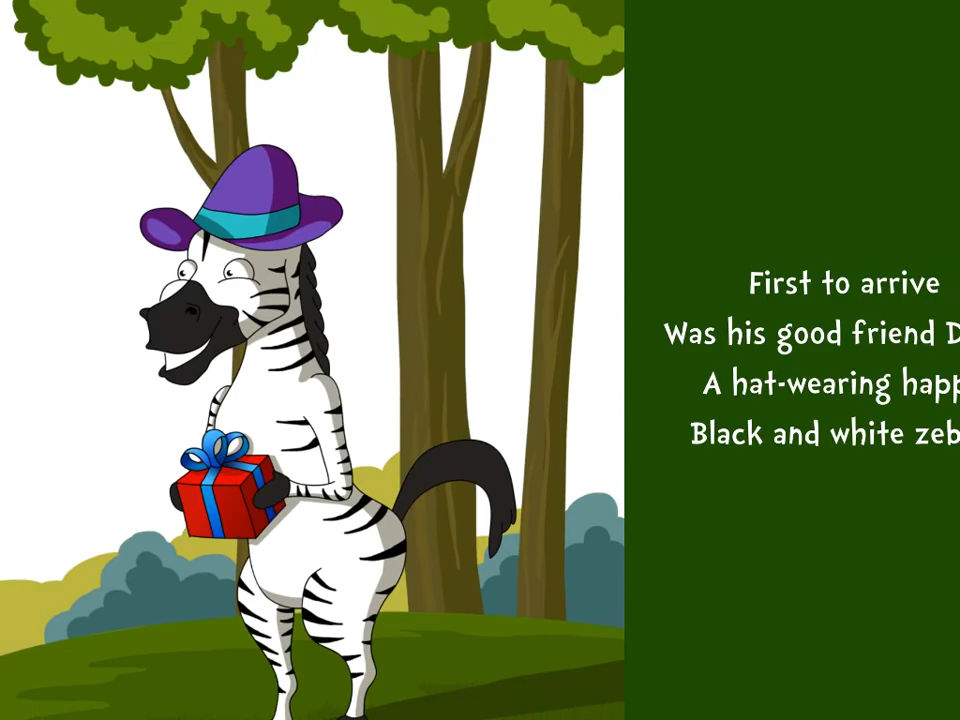 First to arrive
Was his good friend
A hat-wearing
Black and white